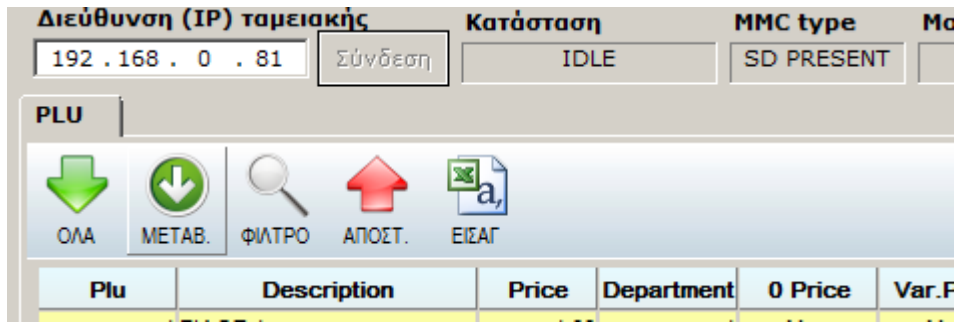 Διεύθυνση (IP) ταμειακής Κατάσταση MMC type
192 . 168 . 0 . 81 Σύνδεση IDLE SD PRESENT
PLU
ΟΛΑ ΜΕΤΑΒ. ΦΙΛΤΡΟ ΑΠΟΣΤ. ΕΙΣΑΓ
Plu Description Price Department 0 Price